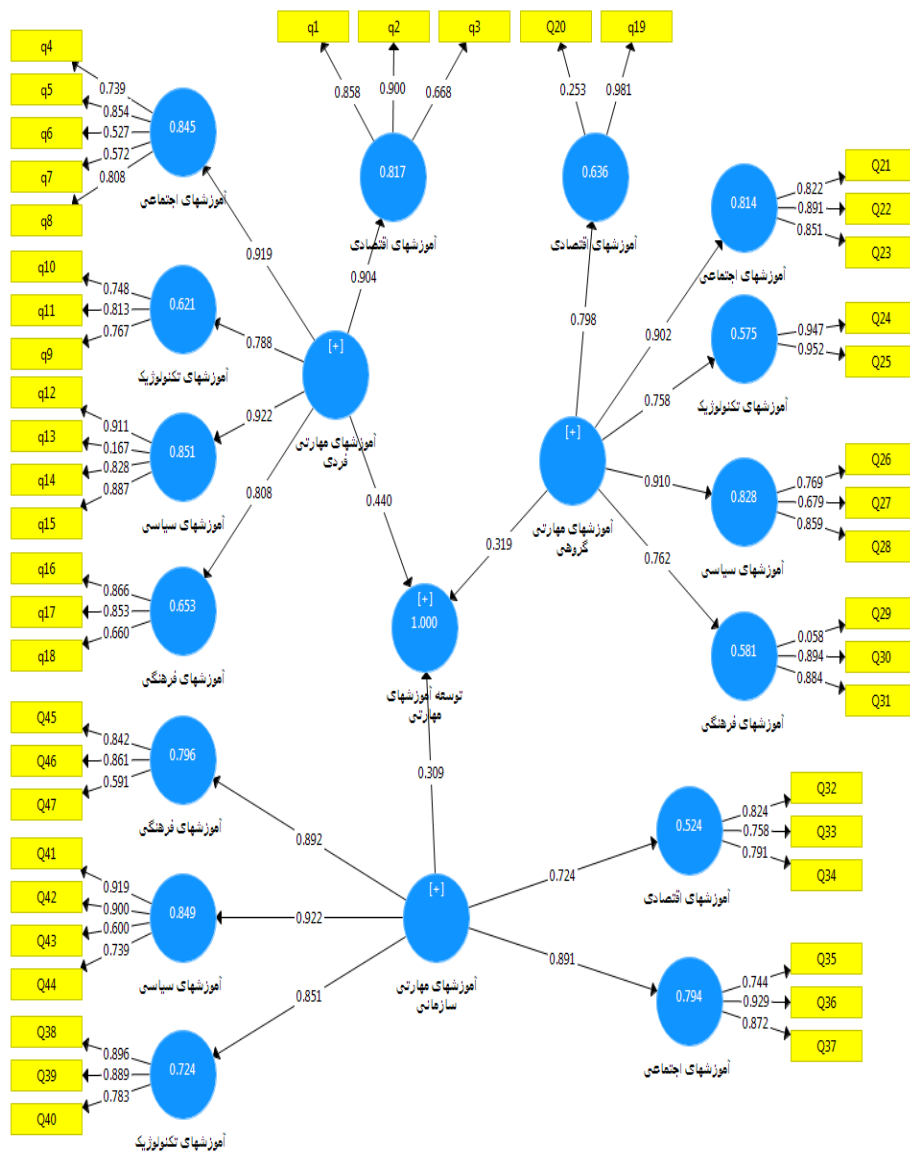 q1
q2
q3
Q20
q19
q4
q5
q6
q7
q8
0.739
0.854
0.527
0.572
0.808
0.845
آموزشهای اجتماعی
0.858
0.900
0.668
0.817
آموزشهای اقتصادی
0.253
0.981
0.636
آموزشهای اقتصادی
0.814
آموزشهای اجتماعی
0.822
0.891
0.851
Q21
Q22
Q23
0.919
0.904
0.798
0.902
q10
q11
q9
0.748
0.813
0.767
0.621
آموزشهای تکنولوژیک
0.788
[+]
آموزشهای مهارتی
فردی
0.575
آموزشهای تکنولوژیک
0.947
0.952
Q24
Q25
0.758
q12
q13
q14
q15
0.911
0.167
0.828
0.887
0.851
آموزشهای سیاسی
0.922
0.808
0.440
[+]
آموزشهای مهارتی
گروهی
0.910
0.828
آموزشهای سیاسی
0.769
0.679
0.859
Q26
Q27
Q28
0.319
0.762
q16
q17
q18
0.866
0.853
0.660
0.653
آموزشهای فرهنگی
[+]
1.000
توسعه آموزشهای
مهارتی
0.581
آموزشهای فرهنگی
0.058
0.894
0.884
Q29
Q30
Q31
Q45
Q46
Q47
0.842
0.861
0.591
0.796
آموزشهای فرهنگی
0.309
0.892
0.524
آموزشهای اقتصادی
0.824
0.758
0.791
Q32
Q33
Q34
0.724
Q41
Q42
Q43
Q44
0.919
0.900
0.600
0.739
0.849
آموزشهای سیاسی
0.922
[+]
آموزشهای مهارتی
سازمانی
0.891
0.794
آموزشهای اجتماعی
0.744
0.929
0.872
Q35
Q36
Q37
0.851
Q38
Q39
Q40
0.896
0.889
0.783
0.724
آموزشهای تکنولوژیک